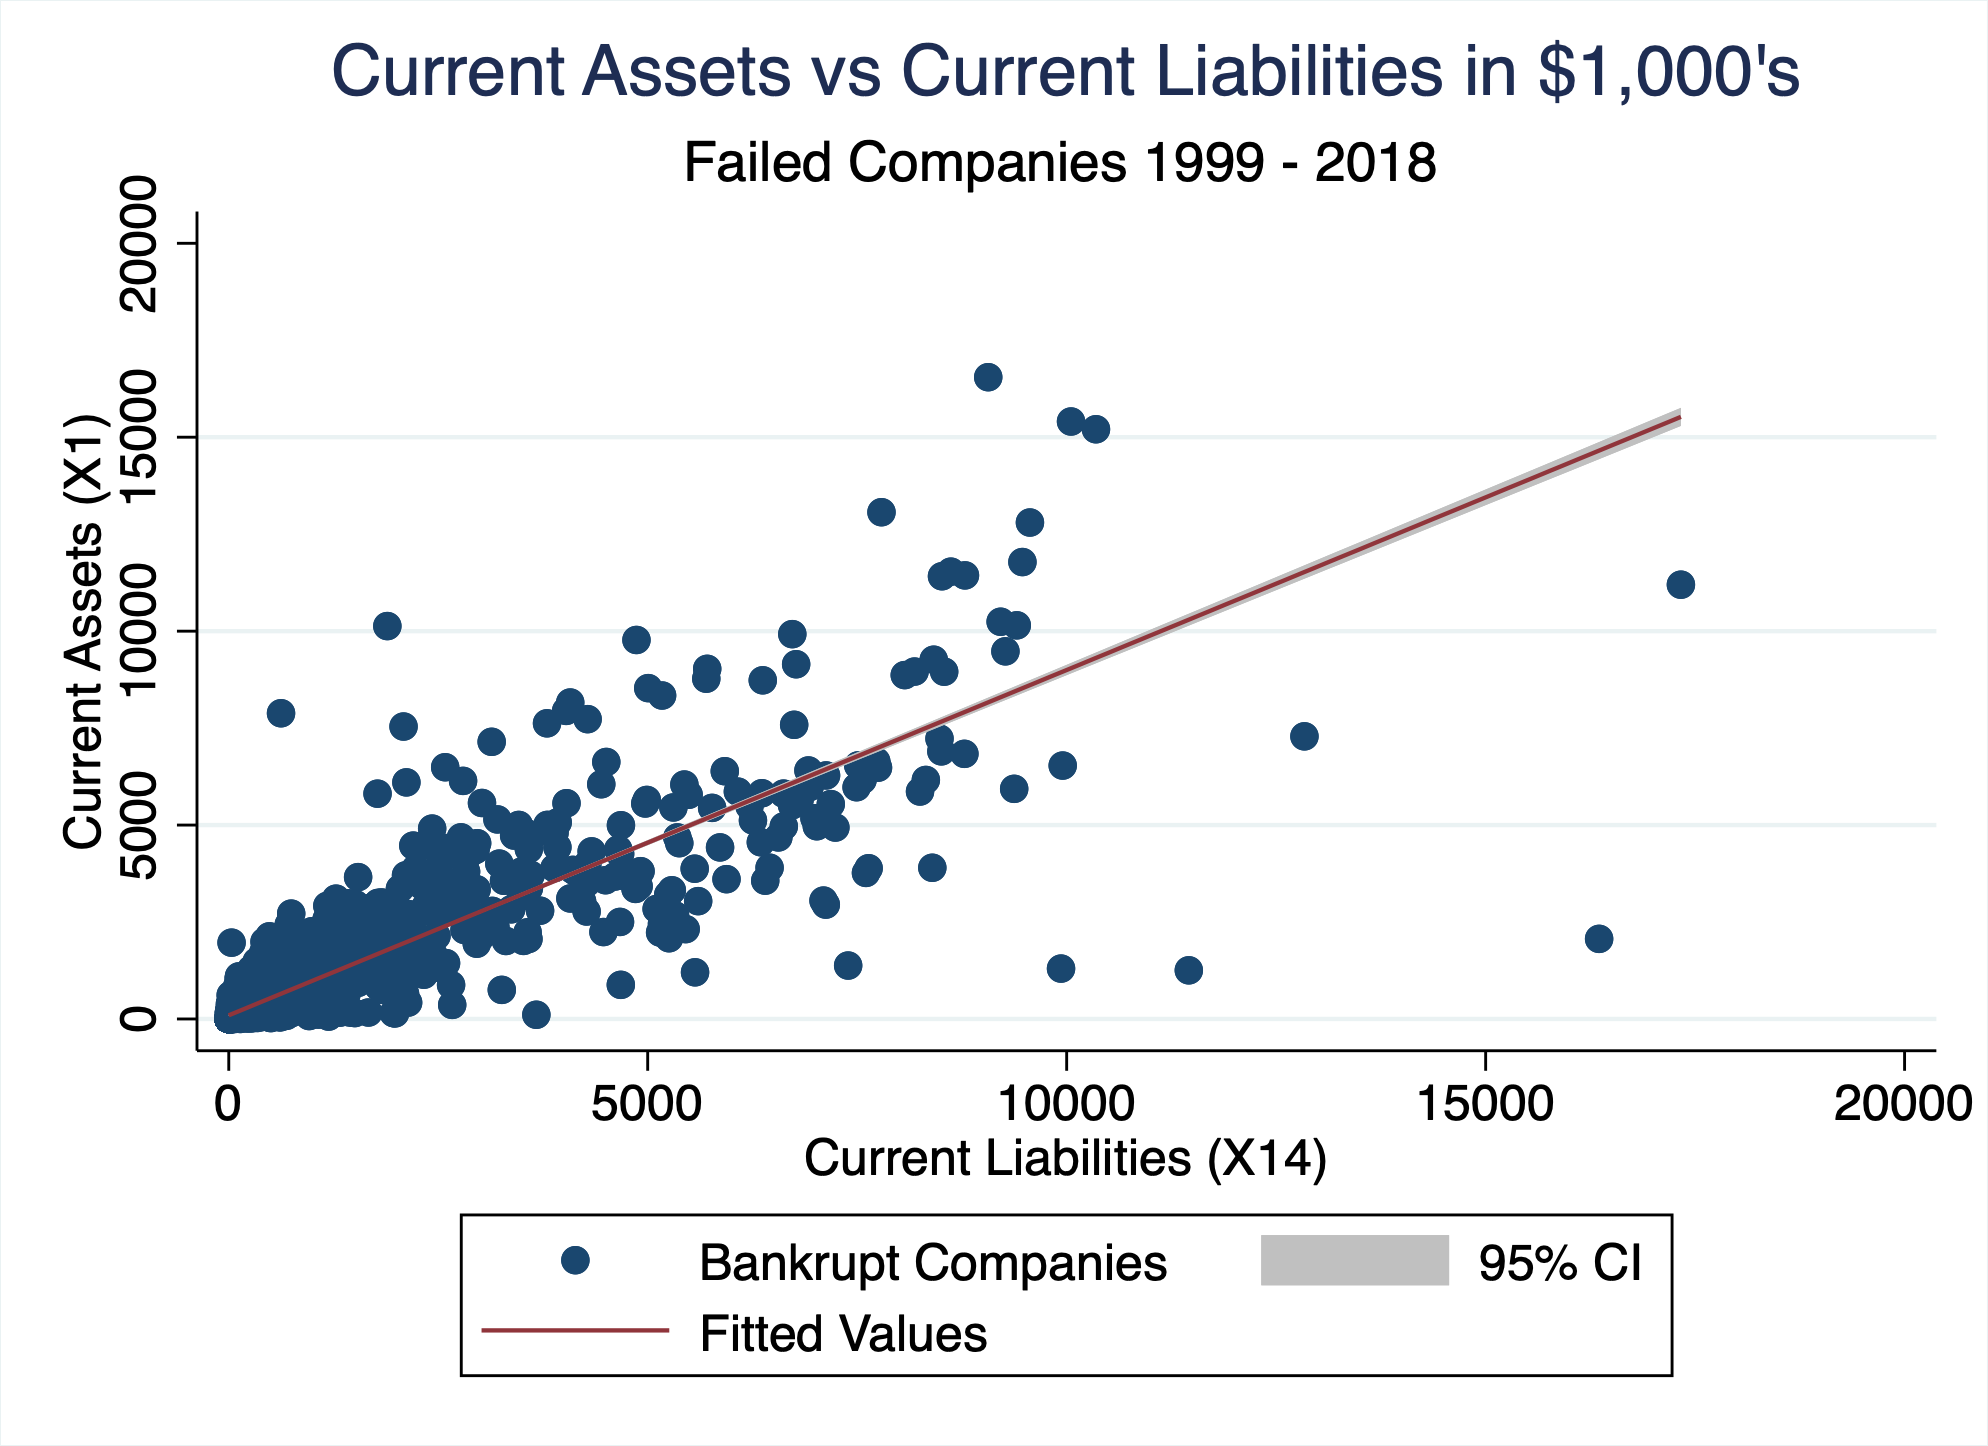 Current Assets vs Current Liabilities in $1,000's
Failed Companies 1999 - 2018
Current Assets (X1)
20000
15000
10000
5000
0
0 5000 10000 15000 20000
Current Liabilities (X14)
Bankrupt Companies 95% CI
Fitted Values